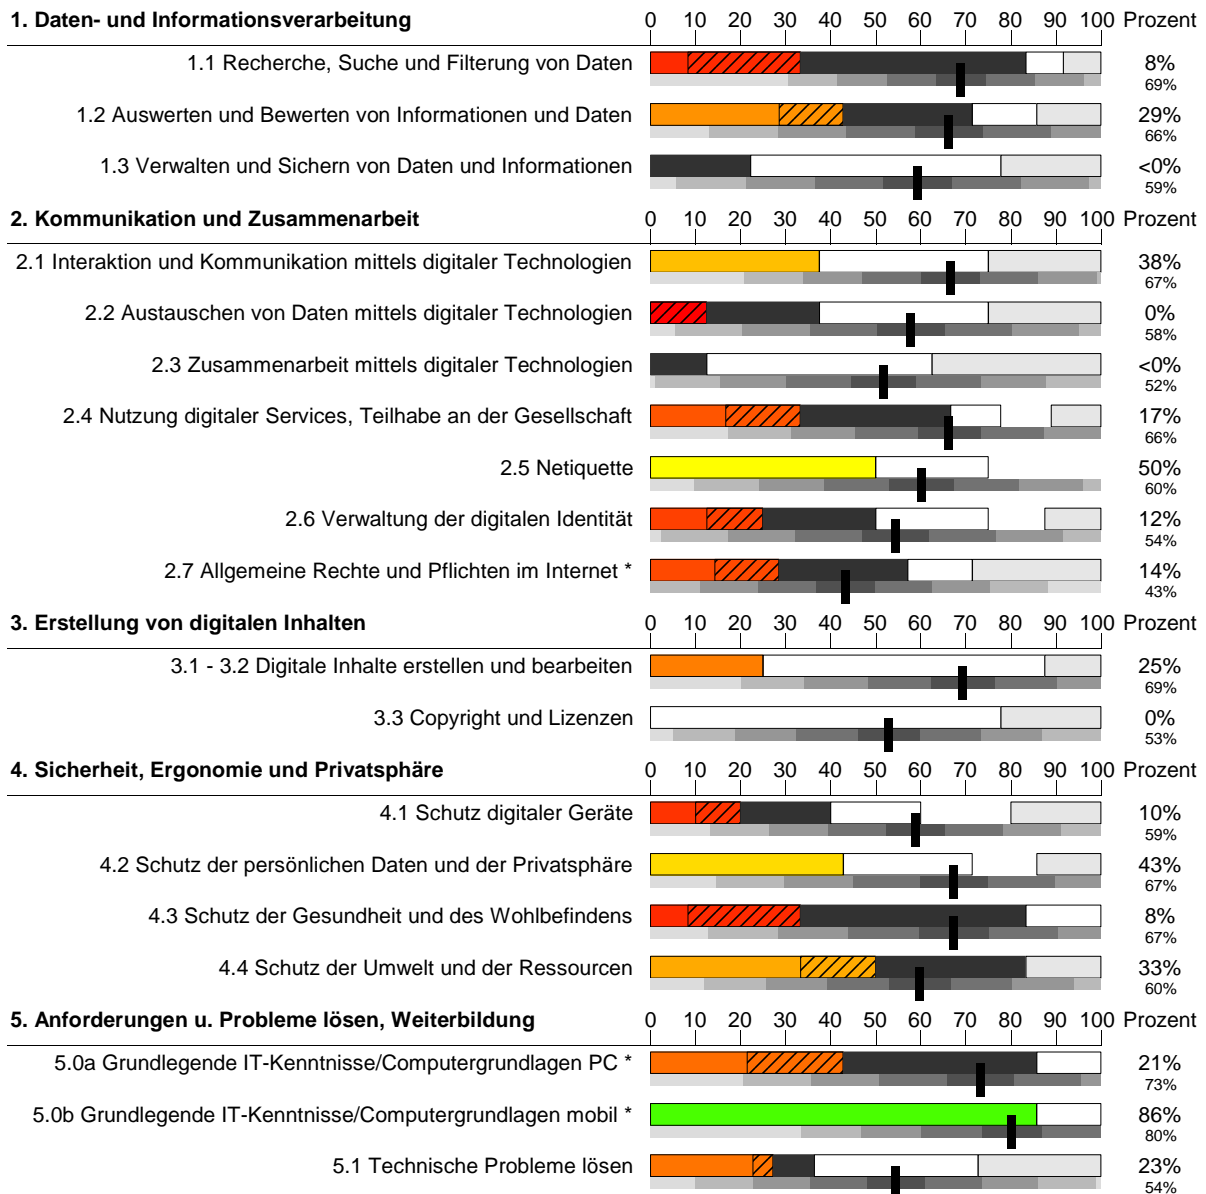 1. Daten- und Informationsverarbeitung 0 10 20 30 40 50 60 70 80 90 100 Prozent
1.1 Recherche, Suche und Filterung von Daten 8%
69%
1.2 Auswerten und Bewerten von Informationen und Daten 29%
66%
1.3 Verwalten und Sichern von Daten und Informationen <0%
59%
2. Kommunikation und Zusammenarbeit 0 10 20 30 40 50 60 70 80 90 100 Prozent
2.1 Interaktion und Kommunikation mittels digitaler Technologien 38%
67%
2.2 Austauschen von Daten mittels digitaler Technologien 0%
58%
2.3 Zusammenarbeit mittels digitaler Technologien <0%
52%
2.4 Nutzung digitaler Services, Teilhabe an der Gesellschaft 17%
66%
2.5 Netiquette 50%
60%
2.6 Verwaltung der digitalen Identität 12%
54%
2.7 Allgemeine Rechte und Pflichten im Internet * 14%
43%
3. Erstellung von digitalen Inhalten 0 10 20 30 40 50 60 70 80 90 100 Prozent
3.1 - 3.2 Digitale Inhalte erstellen und bearbeiten 25%
69%
3.3 Copyright und Lizenzen 0%
53%
4. Sicherheit, Ergonomie und Privatsphäre 0 10 20 30 40 50 60 70 80 90 100 Prozent
4.1 Schutz digitaler Geräte 10%
59%
4.2 Schutz der persönlichen Daten und der Privatsphäre 43%
67%
4.3 Schutz der Gesundheit und des Wohlbefindens 8%
67%
4.4 Schutz der Umwelt und der Ressourcen 33%
60%
5. Anforderungen u. Probleme lösen, Weiterbildung 0 10 20 30 40 50 60 70 80 90 100 Prozent
5.0a Grundlegende IT-Kenntnisse/Computergrundlagen PC * 21%
73%
5.0b Grundlegende IT-Kenntnisse/Computergrundlagen mobil * 86%
80%
5.1 Technische Probleme lösen 23%
54%